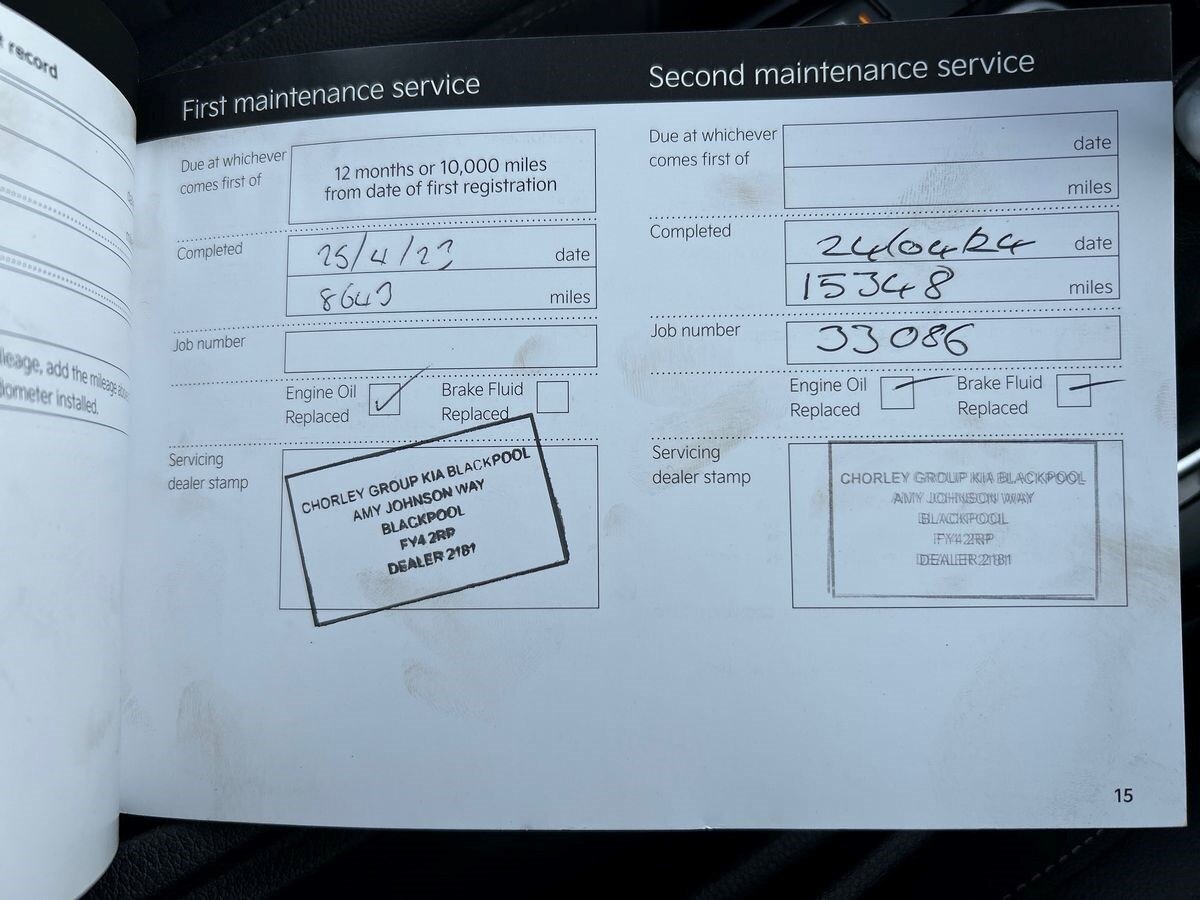 record
leage, add the mileage
ometer installed.
First maintenance service
Due at whichever
comes first of
12 months or 10,000 miles
from date of first registration
Completed
25/4/23 date
8643 miles
Job number
Engine Oil
Replaced
Brake Fluid
Replaced
Servicing
dealer stamp
CHORLEY GROUP KIA BLACKPOOL
AMY JOHNSON WAY
BLACKPOOL
FY4 2RP
DEALER 2181
Second maintenance service
Due at whichever
comes first of
date
miles
Completed
24/04/24 date
15348 miles
Job number
33086
Engine Oil
Replaced
Brake Fluid
Replaced
Servicing
dealer stamp
CHORLEY GROUP KIA BLACKPOOL
AMY JOHNSON WAY
BLACKPOOL
FY4 2RP
DEALER 2181
15